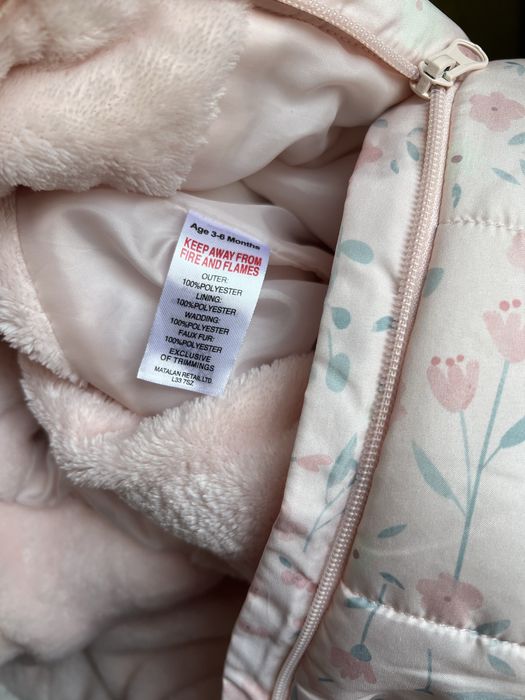 Age 3-6 Months
KEEP AWAY FROM
FIRE AND FLAMES
OUTER:
100%POLYESTER
LINING:
100%POLYESTER
WADDING:
100%POLYESTER
FAUX FUR:
100%POLYESTER
EXCLUSIVE
OF TRIMMINGS
MATALAN RETAIL.LTD
L33 7SZ